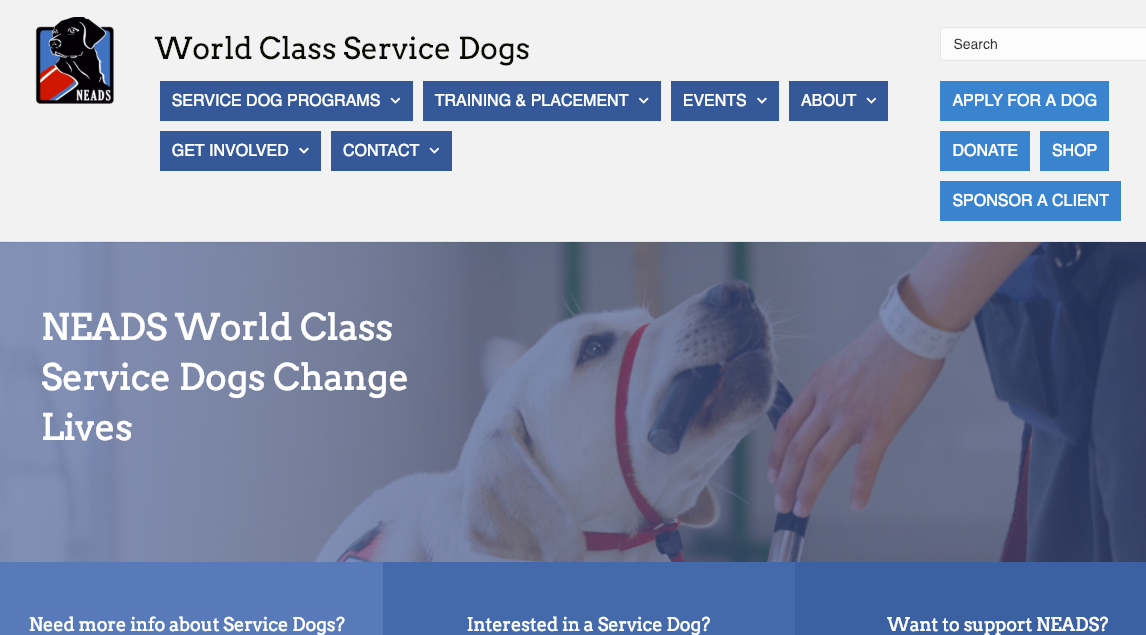 NEADS
World Class Service Dogs
Search
SERVICE DOG PROGRAMS
TRAINING & PLACEMENT
EVENTS
ABOUT
GET INVOLVED
CONTACT
APPLY FOR A DOG
DONATE
SHOP
SPONSOR A CLIENT
NEADS World Class
Service Dogs Change
Lives
Need more info about Service Dogs?
Interested in a Service Dog?
Want to support NEADS?